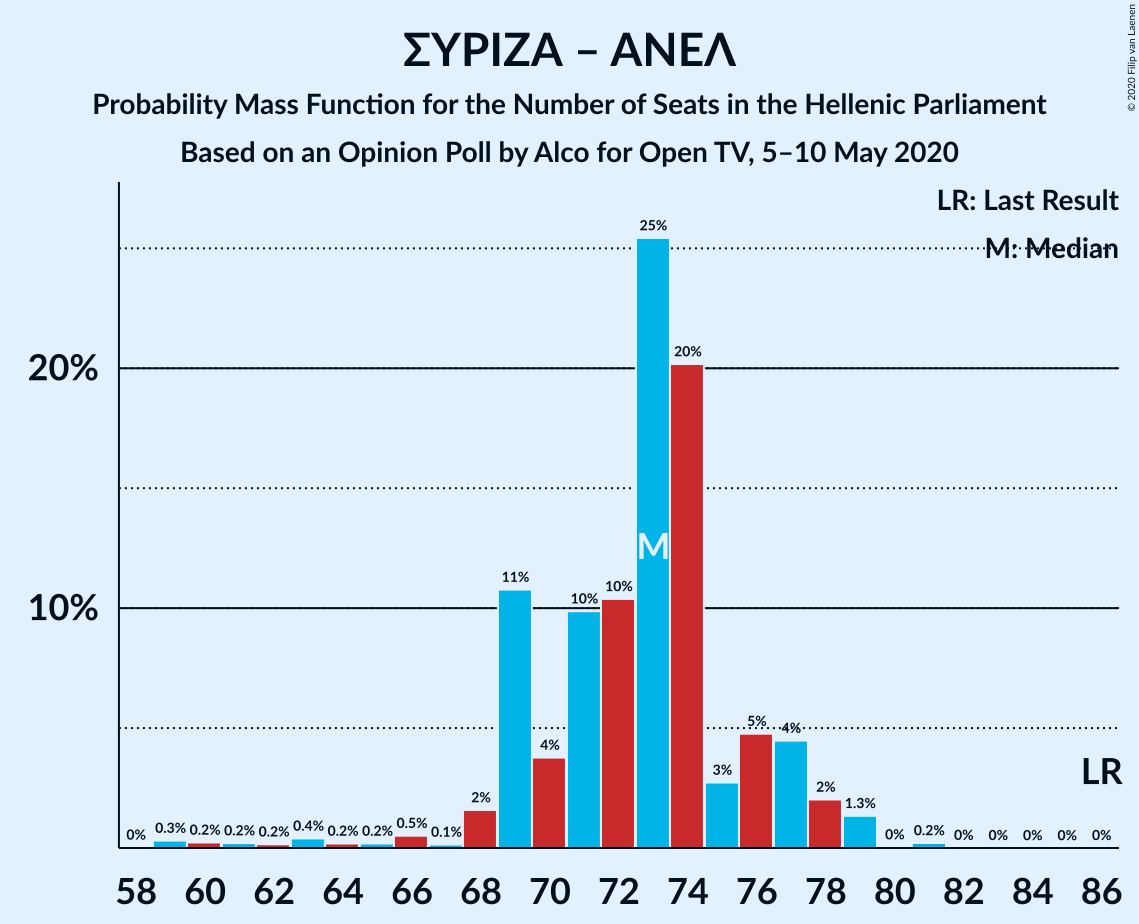 ΣΥΡΙΖΑ – ΑΝΕΛ
Probability Mass Function for the Number of Seats in the Hellenic Parliament
Based on an Opinion Poll by Alco for Open TV, 5–10 May 2020
© 2020 Filip van Laenen
LR: Last Result
M: Median
25%
20%
20%
M
11%
10%
10%
10%
5%
4%
4%
LR
3%
2%
2%
1.3%
0% 0.3% 0.2% 0.2% 0.2% 0.4% 0.2% 0.2% 0.5% 0.1% 0% 0.2% 0% 0% 0% 0% 0%
58 60 62 64 66 68 70 72 74 76 78 80 82 84 86